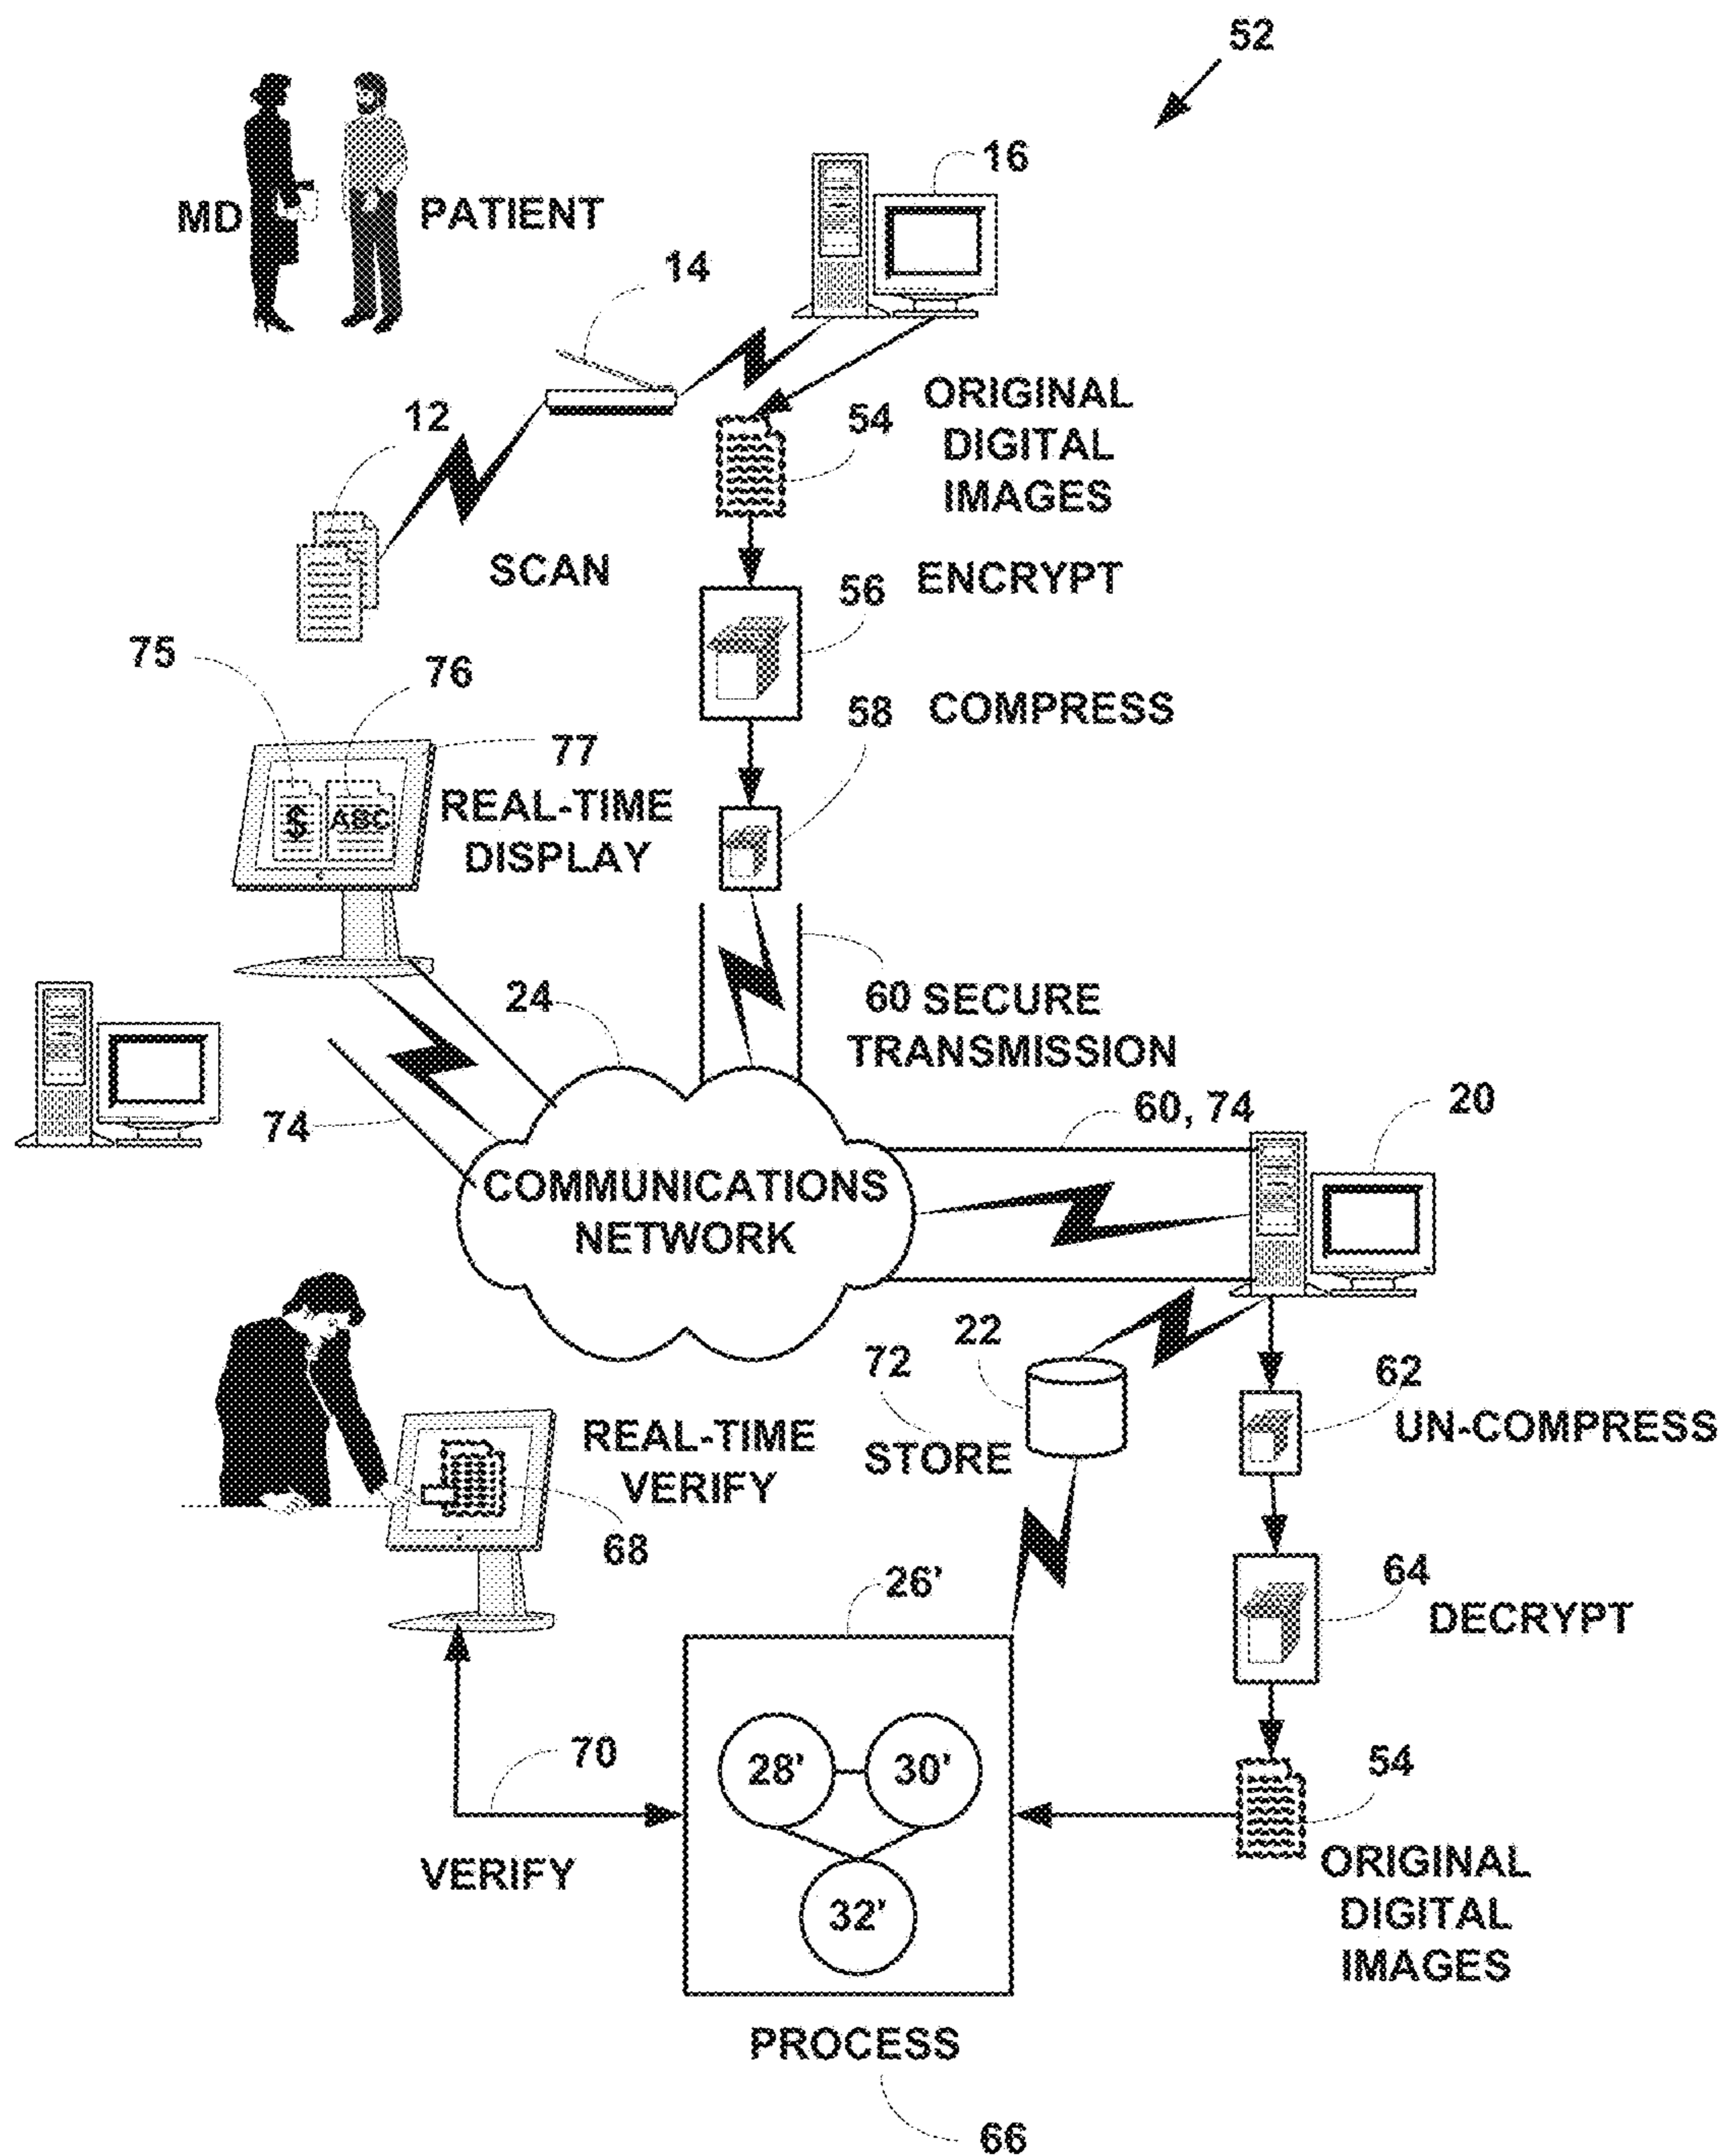 52
16
MD
PATIENT
14
12
54
ORIGINAL
DIGITAL
IMAGES
SCAN
56
ENCRYPT
75
76
58
COMPRESS
77
REAL-TIME
DISPLAY
$
ABC
24
60 SECURE
TRANSMISSION
74
60, 74
20
COMMUNICATIONS
NETWORK
22
72
STORE
62
UN-COMPRESS
REAL-TIME
VERIFY
68
26'
64
DECRYPT
70
28'
30'
54
VERIFY
32'
ORIGINAL
DIGITAL
IMAGES
PROCESS
66